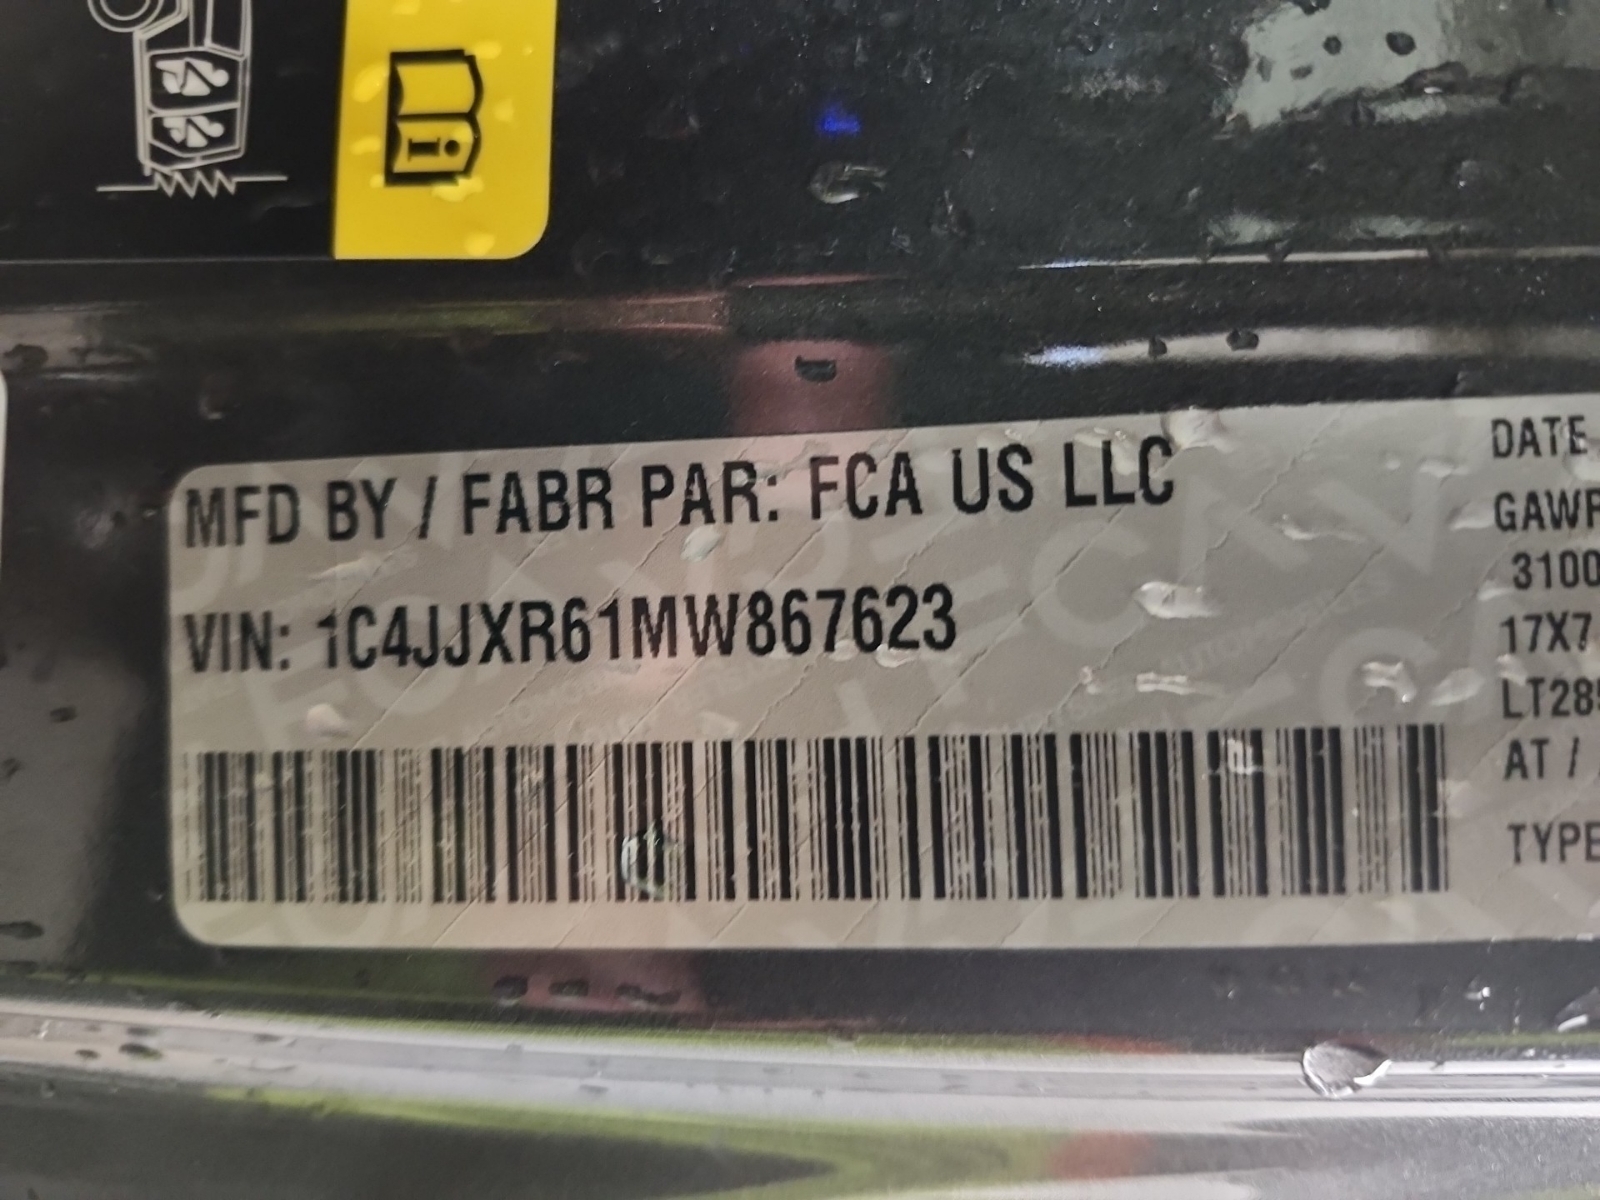 MFD BY / FABR PAR: FCA US LLC
VIN: 1C4JJXR61MW867623
DATE
GAWR
3100
17X7
LT285
AT /
TYPE